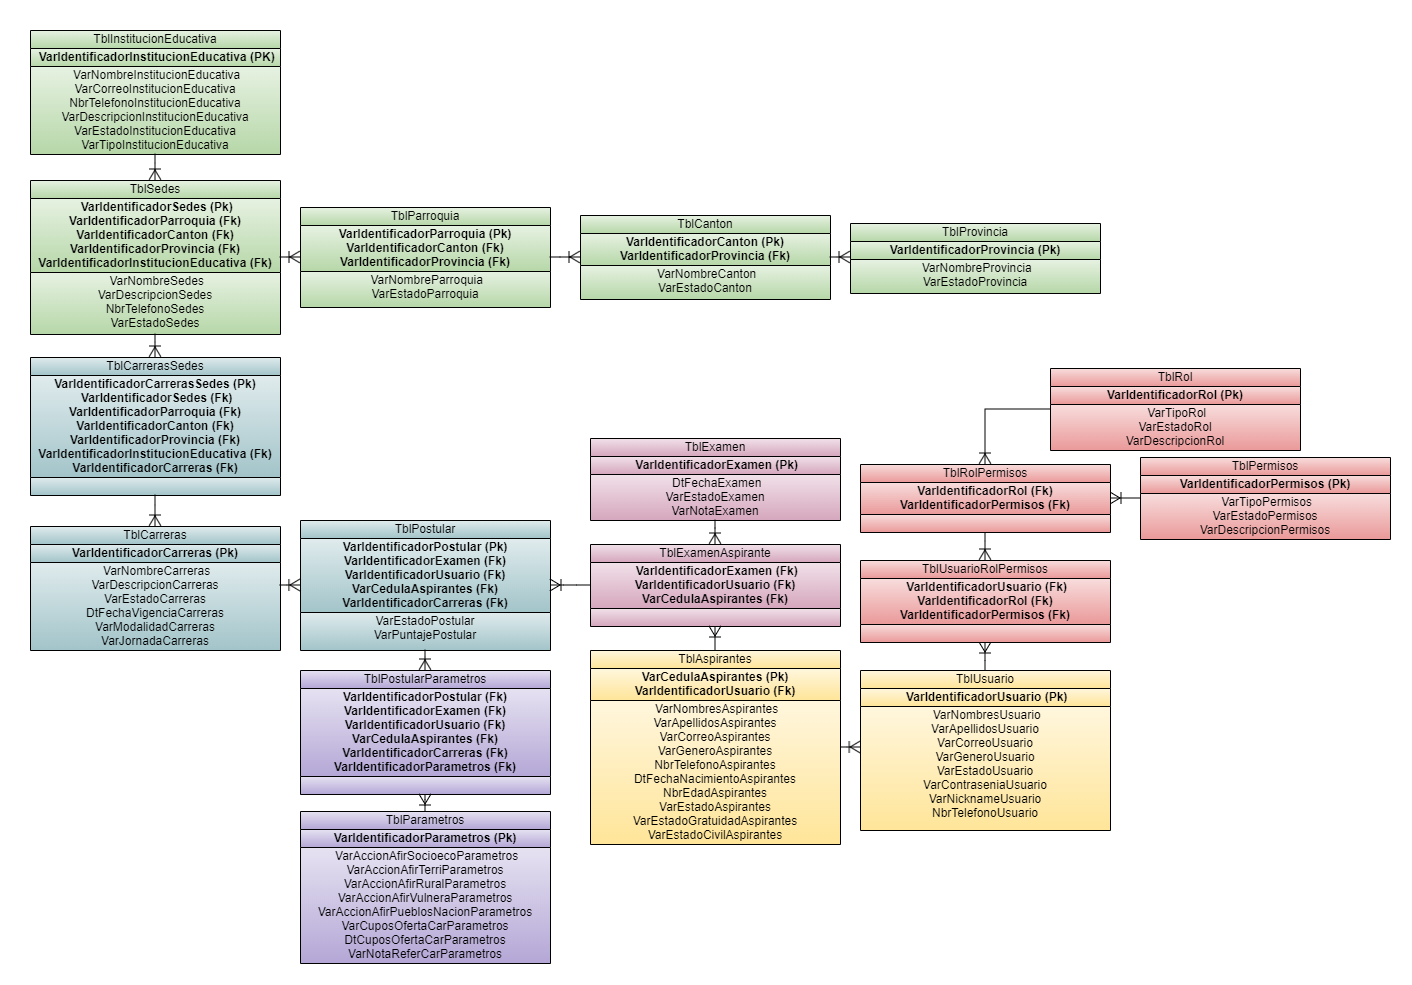 TblInstitucionEducativa
VarIdentificadorInstitucionEducativa (PK)
VarNombreInstitucionEducativa
VarCorreoInstitucionEducativa
NbrTelefonoInstitucionEducativa
VarDescripcionInstitucionEducativa
VarEstadoInstitucionEducativa
VarTipoInstitucionEducativa
TblSedes
VarIdentificadorSedes (Pk)
VarIdentificadorParroquia (Fk)
VarIdentificadorCanton (Fk)
VarIdentificadorProvincia (Fk)
VarIdentificadorInstitucionEducativa (Fk)
VarNombreSedes
VarDescripcionSedes
NbrTelefonoSedes
VarEstadoSedes
TblParroquia
VarIdentificadorParroquia (Pk)
VarIdentificadorCanton (Fk)
VarIdentificadorProvincia (Fk)
VarNombreParroquia
VarEstadoParroquia
TblCanton
VarIdentificadorCanton (Pk)
VarIdentificadorProvincia (Fk)
VarNombreCanton
VarEstadoCanton
TblProvincia
VarIdentificadorProvincia (Pk)
VarNombreProvincia
VarEstadoProvincia
TblCarrerasSedes
VarIdentificadorCarrerasSedes (Pk)
VarIdentificadorSedes (Fk)
VarIdentificadorParroquia (Fk)
VarIdentificadorCanton (Fk)
VarIdentificadorProvincia (Fk)
VarIdentificadorInstitucionEducativa (Fk)
VarIdentificadorCarreras (Fk)
TblRol
VarIdentificadorRol (Pk)
VarTipoRol
VarEstadoRol
VarDescripcionRol
TblExamen
VarIdentificadorExamen (Pk)
DtFechaExamen
VarEstadoExamen
VarNotaExamen
TblRolPermisos
VarIdentificadorRol (Fk)
VarIdentificadorPermisos (Fk)
TblPermisos
VarIdentificadorPermisos (Pk)
VarTipoPermisos
VarEstadoPermisos
VarDescripcionPermisos
TblCarreras
VarIdentificadorCarreras (Pk)
VarNombreCarreras
VarDescripcionCarreras
VarEstadoCarreras
DtFechaVigenciaCarreras
VarModalidadCarreras
VarJornadaCarreras
TblPostular
VarIdentificadorPostular (Pk)
VarIdentificadorExamen (Fk)
VarIdentificadorUsuario (Fk)
VarCedulaAspirantes (Fk)
VarIdentificadorCarreras (Fk)
VarEstadoPostular
VarPuntajePostular
TblExamenAspirante
VarIdentificadorExamen (Fk)
VarIdentificadorUsuario (Fk)
VarCedulaAspirantes (Fk)
TblUsuarioRolPermisos
VarIdentificadorUsuario (Fk)
VarIdentificadorRol (Fk)
VarIdentificadorPermisos (Fk)
TblPostularParametros
VarIdentificadorPostular (Fk)
VarIdentificadorExamen (Fk)
VarIdentificadorUsuario (Fk)
VarCedulaAspirantes (Fk)
VarIdentificadorCarreras (Fk)
VarIdentificadorParametros (Fk)
TblAspirantes
VarCedulaAspirantes (Pk)
VarIdentificadorUsuario (Fk)
VarNombresAspirantes
VarApellidosAspirantes
VarCorreoAspirantes
VarGeneroAspirantes
NbrTelefonoAspirantes
DtFechaNacimientoAspirantes
NbrEdadAspirantes
VarEstadoAspirantes
VarEstadoGratuidadAspirantes
VarEstadoCivilAspirantes
TblUsuario
VarIdentificadorUsuario (Pk)
VarNombresUsuario
VarApellidosUsuario
VarCorreoUsuario
VarGeneroUsuario
VarEstadoUsuario
VarContraseniaUsuario
VarNicknameUsuario
NbrTelefonoUsuario
TblParametros
VarIdentificadorParametros (Pk)
VarAccionAfirSocioecoParametros
VarAccionAfirTerriParametros
VarAccionAfirRuralParametros
VarAccionAfirVulneraParametros
VarAccionAfirPueblosNacionParametros
VarCuposOfertaCarParametros
DtCuposOfertaCarParametros
VarNotaReferCarParametros